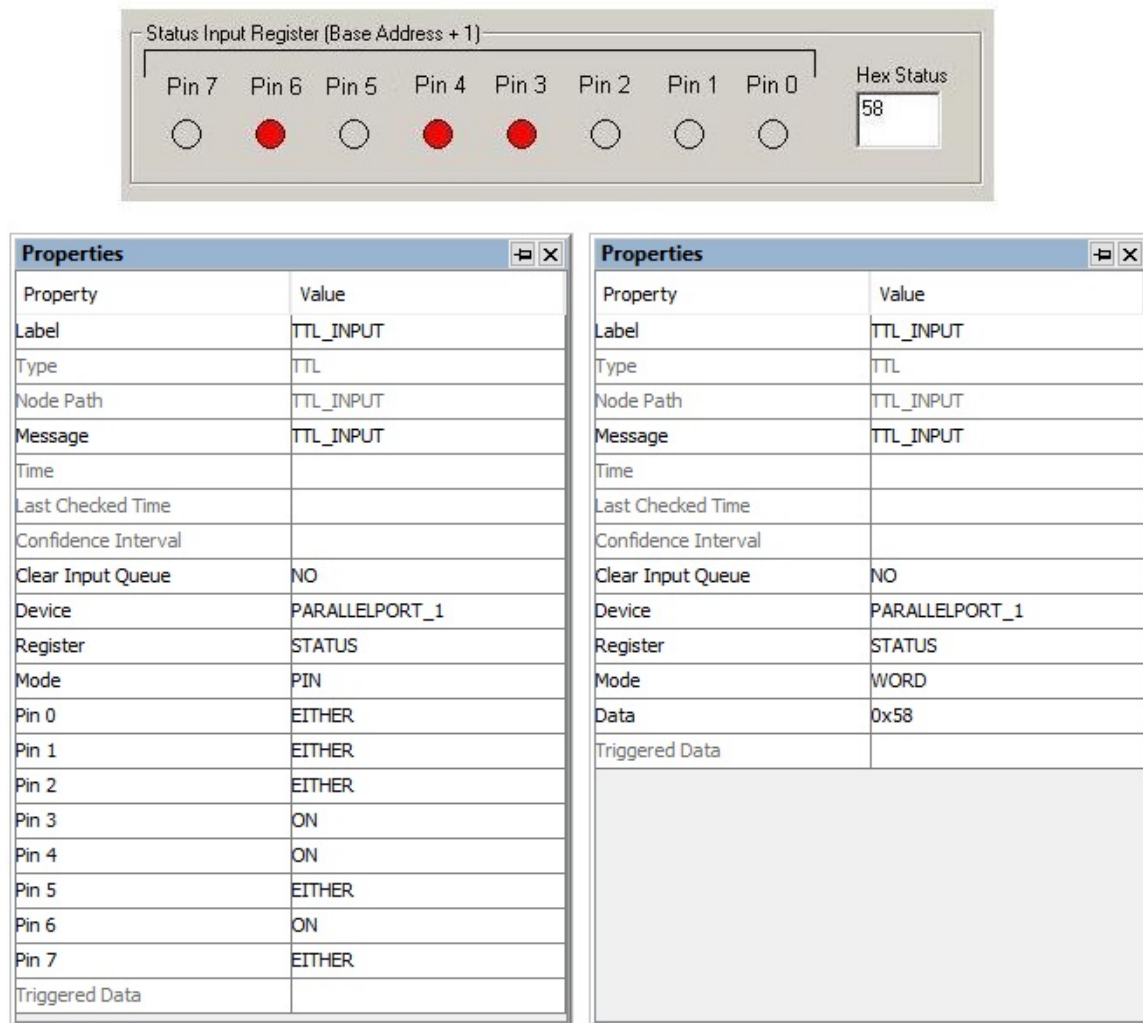 Status Input Register (Base Address + 1)
Pin 7 Pin 6 Pin 5 Pin 4 Pin 3 Pin 2 Pin 1 Pin 0
Hex Status
58
Properties
Property Value
Label TTL_INPUT
Type TTL
Node Path TTL_INPUT
Message TTL_INPUT
Time
Last Checked Time
Confidence Interval
Clear Input Queue NO
Device PARALLELPORT_1
Register STATUS
Mode PIN
Pin 0 EITHER
Pin 1 EITHER
Pin 2 EITHER
Pin 3 ON
Pin 4 ON
Pin 5 EITHER
Pin 6 ON
Pin 7 EITHER
Triggered Data
Properties
Property Value
Label TTL_INPUT
Type TTL
Node Path TTL_INPUT
Message TTL_INPUT
Time
Last Checked Time
Confidence Interval
Clear Input Queue NO
Device PARALLELPORT_1
Register STATUS
Mode WORD
Data 0x58
Triggered Data